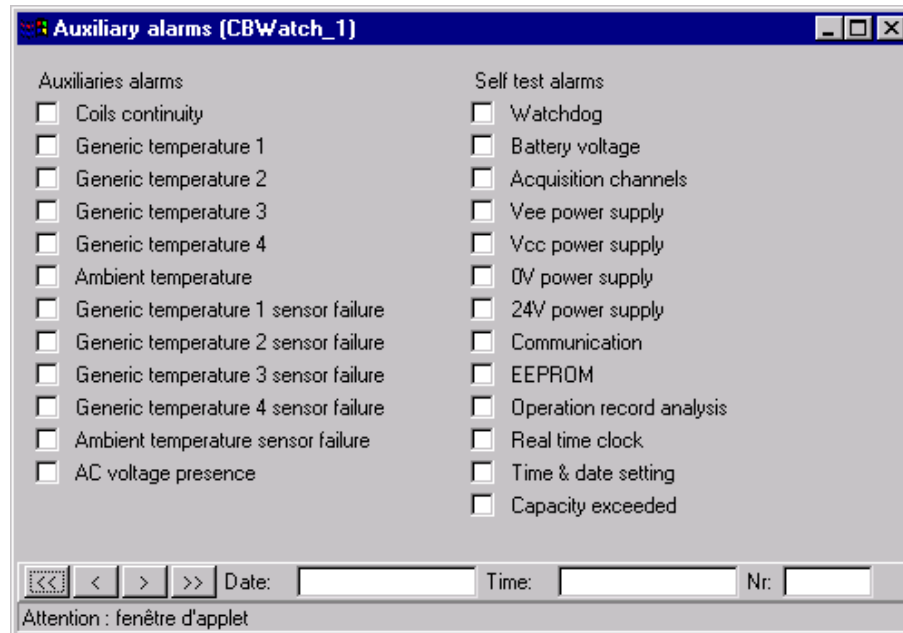 Auxiliary alarms (CBWatch_1)
Auxiliaries alarms
Coils continuity
Generic temperature 1
Generic temperature 2
Generic temperature 3
Generic temperature 4
Ambient temperature
Generic temperature 1 sensor failure
Generic temperature 2 sensor failure
Generic temperature 3 sensor failure
Generic temperature 4 sensor failure
Ambient temperature sensor failure
AC voltage presence
Self test alarms
Watchdog
Battery voltage
Acquisition channels
Vee power supply
Vcc power supply
0V power supply
24V power supply
Communication
EEPROM
Operation record analysis
Real time clock
Time & date setting
Capacity exceeded
<< < > >> Date: Time: Nr:
Attention : fenêtre d'applet